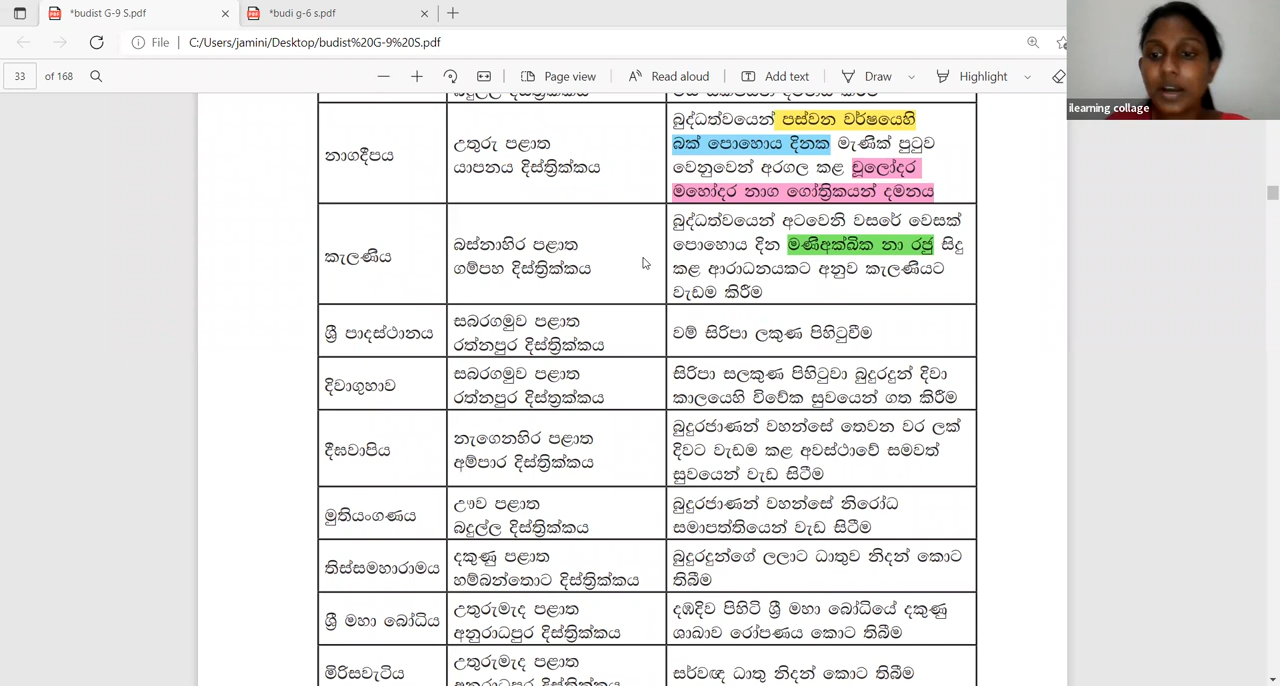 *budist G-9 S.pdf
*budi g-6 s.pdf
File C:/Users/jamini/Desktop/budist%20G-9%20S.pdf
33 of 168 Page view Read aloud Add text Draw Highlight
ilearning collage
නාගදීපය
උතුරු පළාත
යාපනය දිස්ත්‍රික්කය
බුද්ධත්වයෙන් පස්වන වර්ෂයෙහි
බක් පොහොය දිනක මැණික් පුටුව
වෙනුවෙන් අරගල කළ චූලෝදර
මහෝදර නාග ගෝත්‍රිකයන් දමනය
කැලණිය
බස්නාහිර පළාත
ගම්පහ දිස්ත්‍රික්කය
බුද්ධත්වයෙන් අටවෙනි වසරේ වෙසක්
පොහොය දින මණිඅක්ඛික නා රජු සිදු
කළ ආරාධනයකට අනුව කැලණියට
වැඩම කිරීම
ශ්‍රී පාදස්ථානය
සබරගමුව පළාත
රත්නපුර දිස්ත්‍රික්කය
වම් සිරිපා ලකුණ පිහිටුවීම
දිවාගුහාව
සබරගමුව පළාත
රත්නපුර දිස්ත්‍රක්කය
සිරිපා සලකුණ පිහිටුවා බුදුරදුන් දිවා
කාලයෙහි විවේක සුවයෙන් ගත කිරීම
දීඝවාපිය
නැගෙනහිර පළාත
අම්පාර දිස්ත්‍රික්කය
බුදුරජාණන් වහන්සේ තෙවන වර ලක්
දිවට වැඩම කළ අවස්ථාවේ සමවත්
සුවයෙන් වැඩ සිටීම
මුතියංගණය
ඌව පළාත
බදුල්ල දිස්ත්‍රික්කය
බුදුරජාණන් වහන්සේ නිරෝධ
සමාපත්තියෙන් වැඩ සිටීම
තිස්සමහාරාමය
දකුණු පළාත
හම්බන්තොට දිස්ත්‍රික්කය
බුදුරදුන්ගේ ලලාට ධාතුව නිදන් කොට
තිබීම
ශ්‍රී මහා බෝධිය
උතුරුමැද පළාත
අනුරාධපුර දිස්ත්‍රික්කය
දඹදිව පිහිටි ශ්‍රී මහා බෝධියේ දකුණු
ශාඛාව රෝපණය කොට තිබීම
මිරිසවැටිය
උතුරුමැද පළාත
සර්වඥ ධාතු නිදන් කොට තිබීම